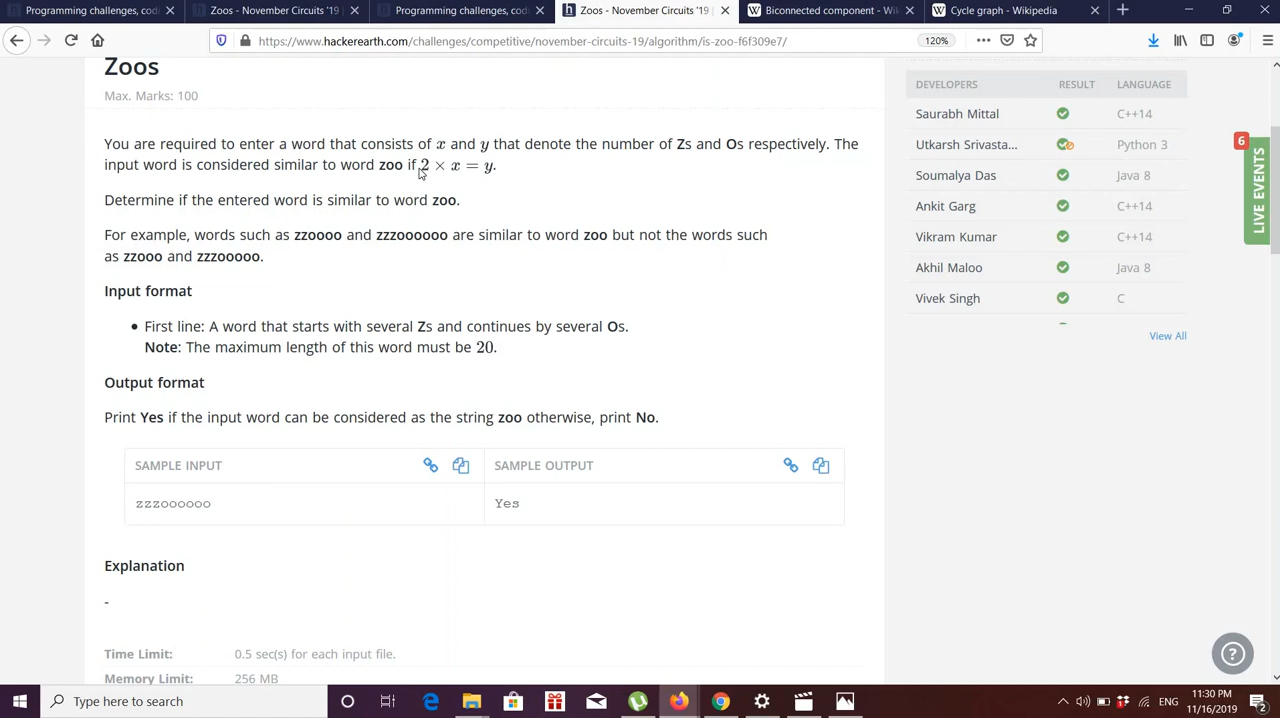 Programming challenges, codi
Zoos - November Circuits '19 |
Programming challenges, codi
Zoos - November Circuits '19 |
Biconnected component - Wiki
Cycle graph - Wikipedia
https://www.hackerearth.com/challenges/competitive/november-circuits-19/algorithm/is-zoo-f6f309e7/
120%
Zoos
Max. Marks: 100
You are required to enter a word that consists of x and y that denote the number of Zs and Os respectively. The
input word is considered similar to word zoo if 2 × x = y.
Determine if the entered word is similar to word zoo.
For example, words such as zzoooo and zzzoooooo are similar to word zoo but not the words such
as zzooo and zzzooooo.
Input format
• First line: A word that starts with several Zs and continues by several Os.
Note: The maximum length of this word must be 20.
Output format
Print Yes if the input word can be considered as the string zoo otherwise, print No.
SAMPLE INPUT
SAMPLE OUTPUT
zzzoooooo
Yes
Explanation
-
Time Limit: 0.5 sec(s) for each input file.
Memory Limit: 256 MB
DEVELOPERS RESULT LANGUAGE
Saurabh Mittal C++14
Utkarsh Srivasta... Python 3
Soumalya Das Java 8
Ankit Garg C++14
Vikram Kumar C++14
Akhil Maloo Java 8
Vivek Singh C
View All
6
LIVE EVENTS
?
Type here to search
ENG
11:30 PM
11/16/2019
2